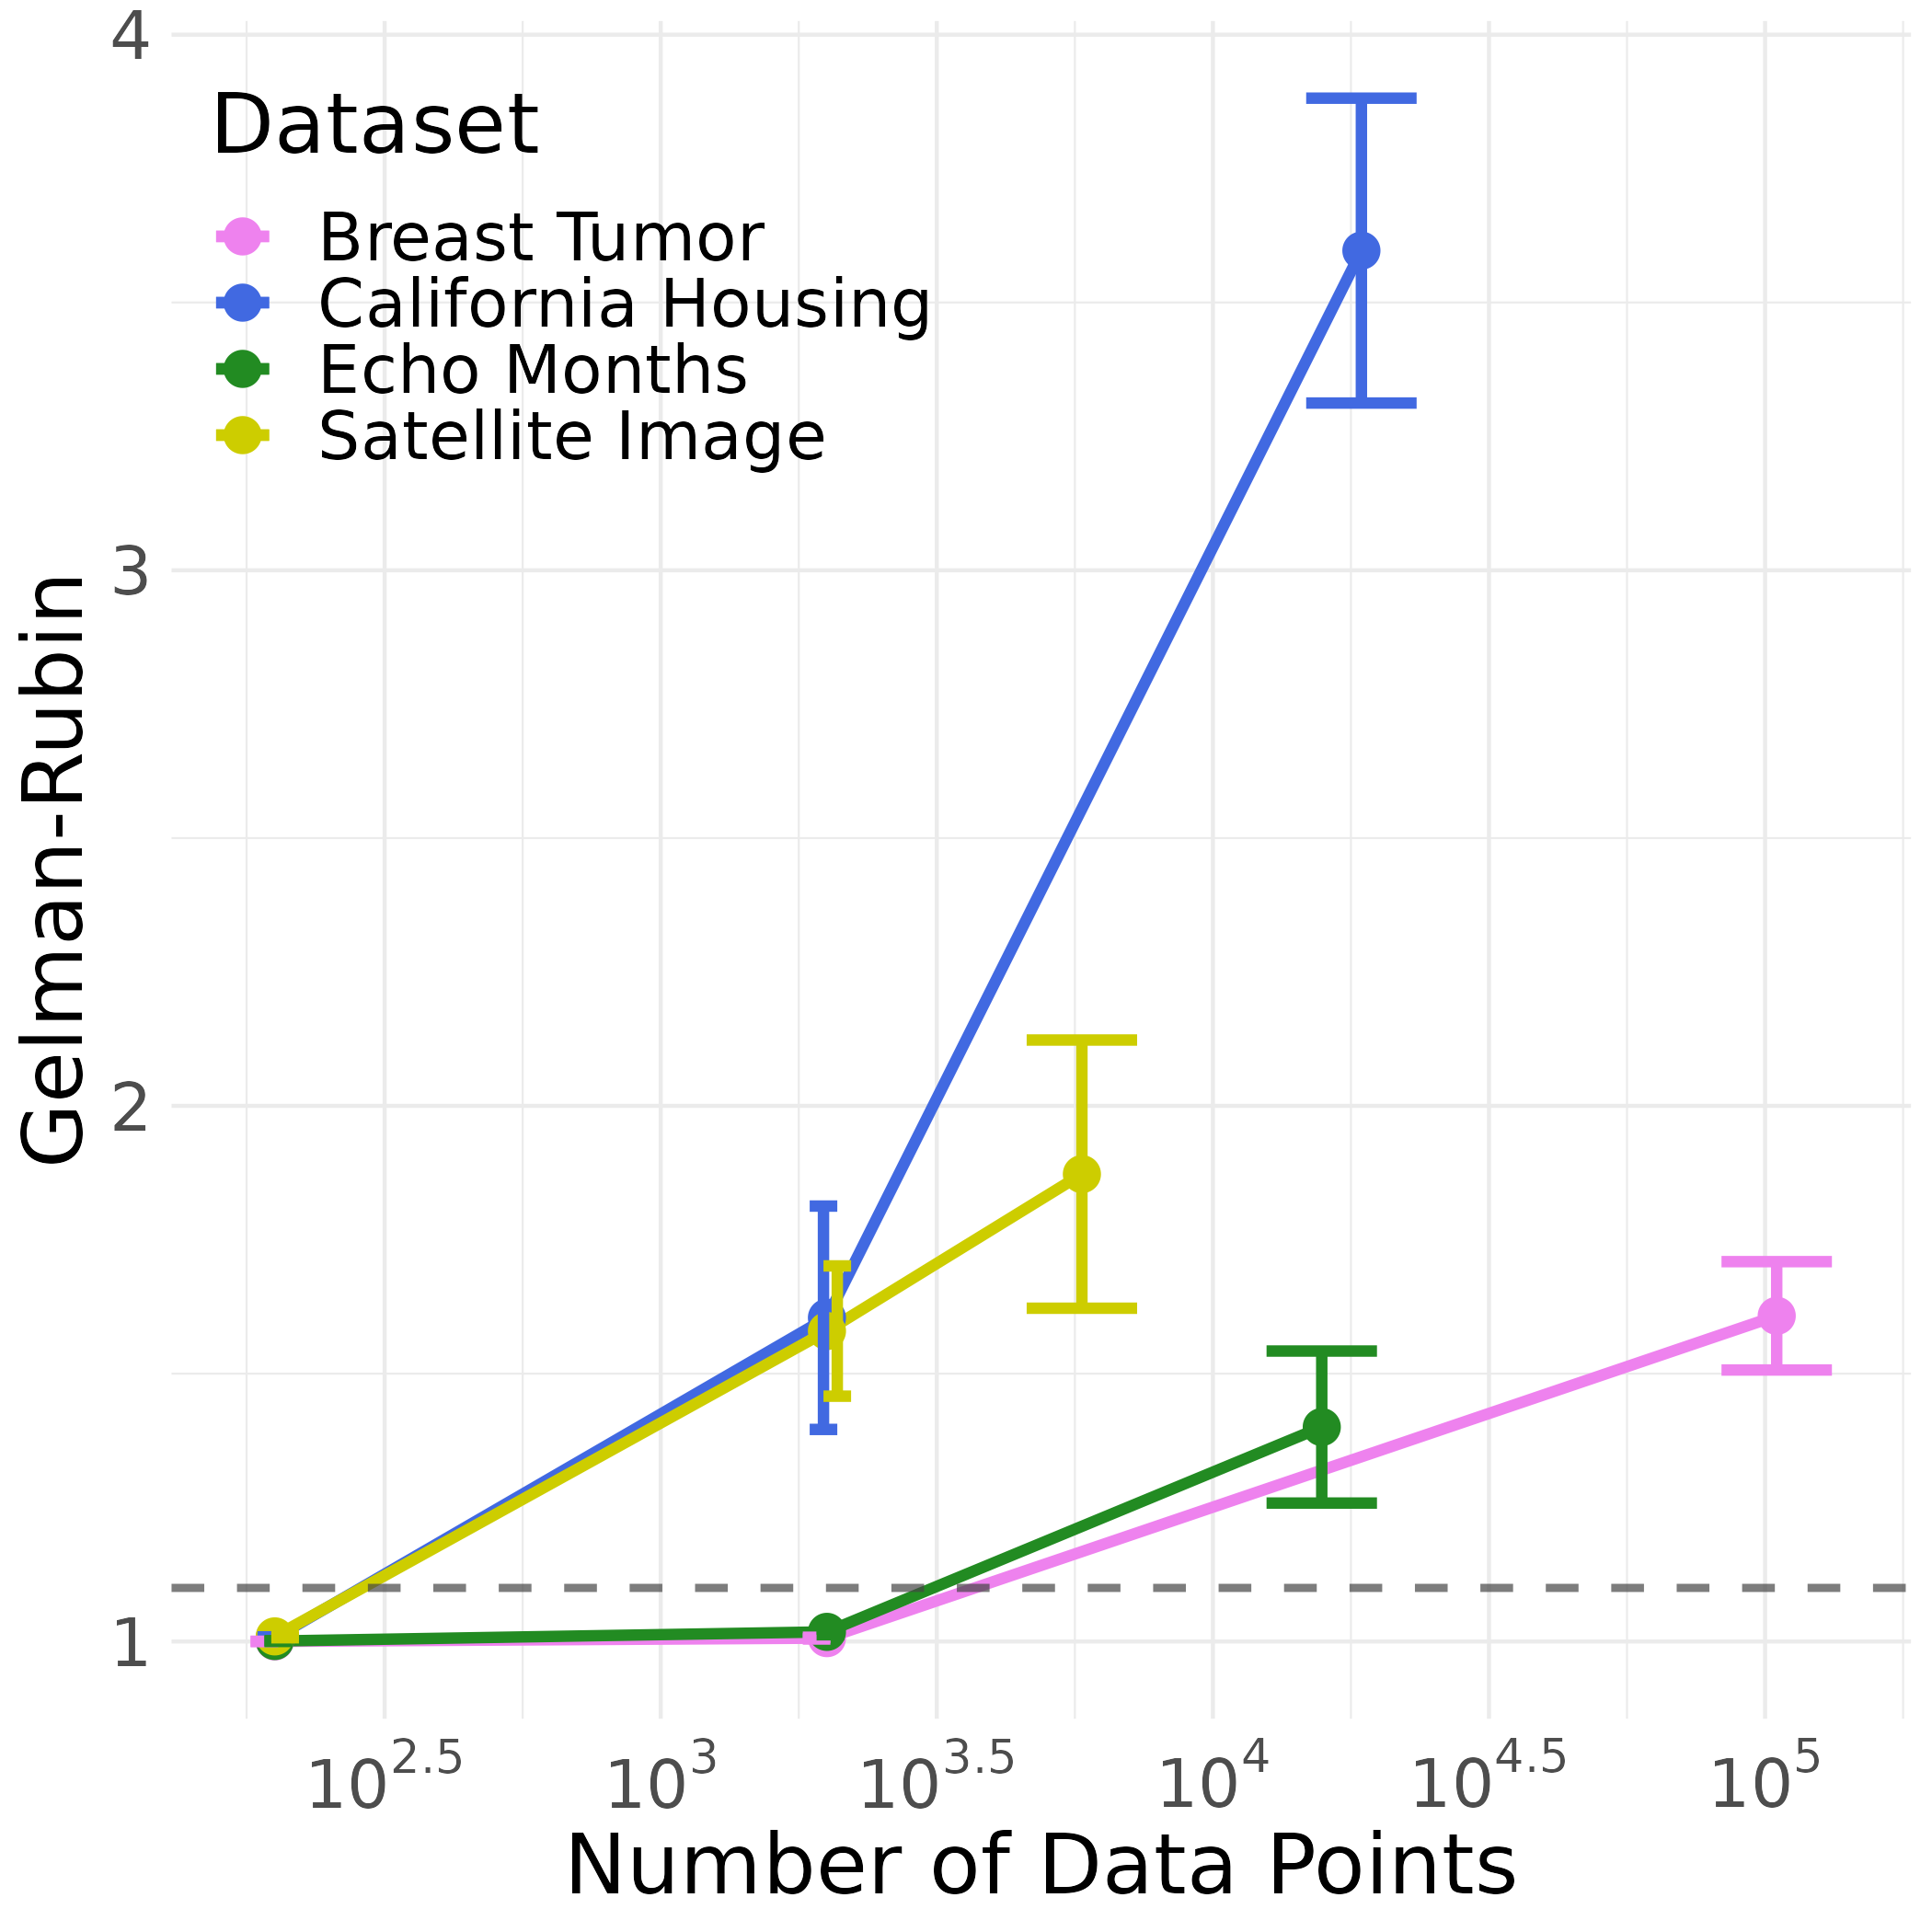 4
3
2
1
Gelman-Rubin
Dataset
Breast Tumor
California Housing
Echo Months
Satellite Image
10^2.5 10^3 10^3.5 10^4 10^4.5 10^5
Number of Data Points